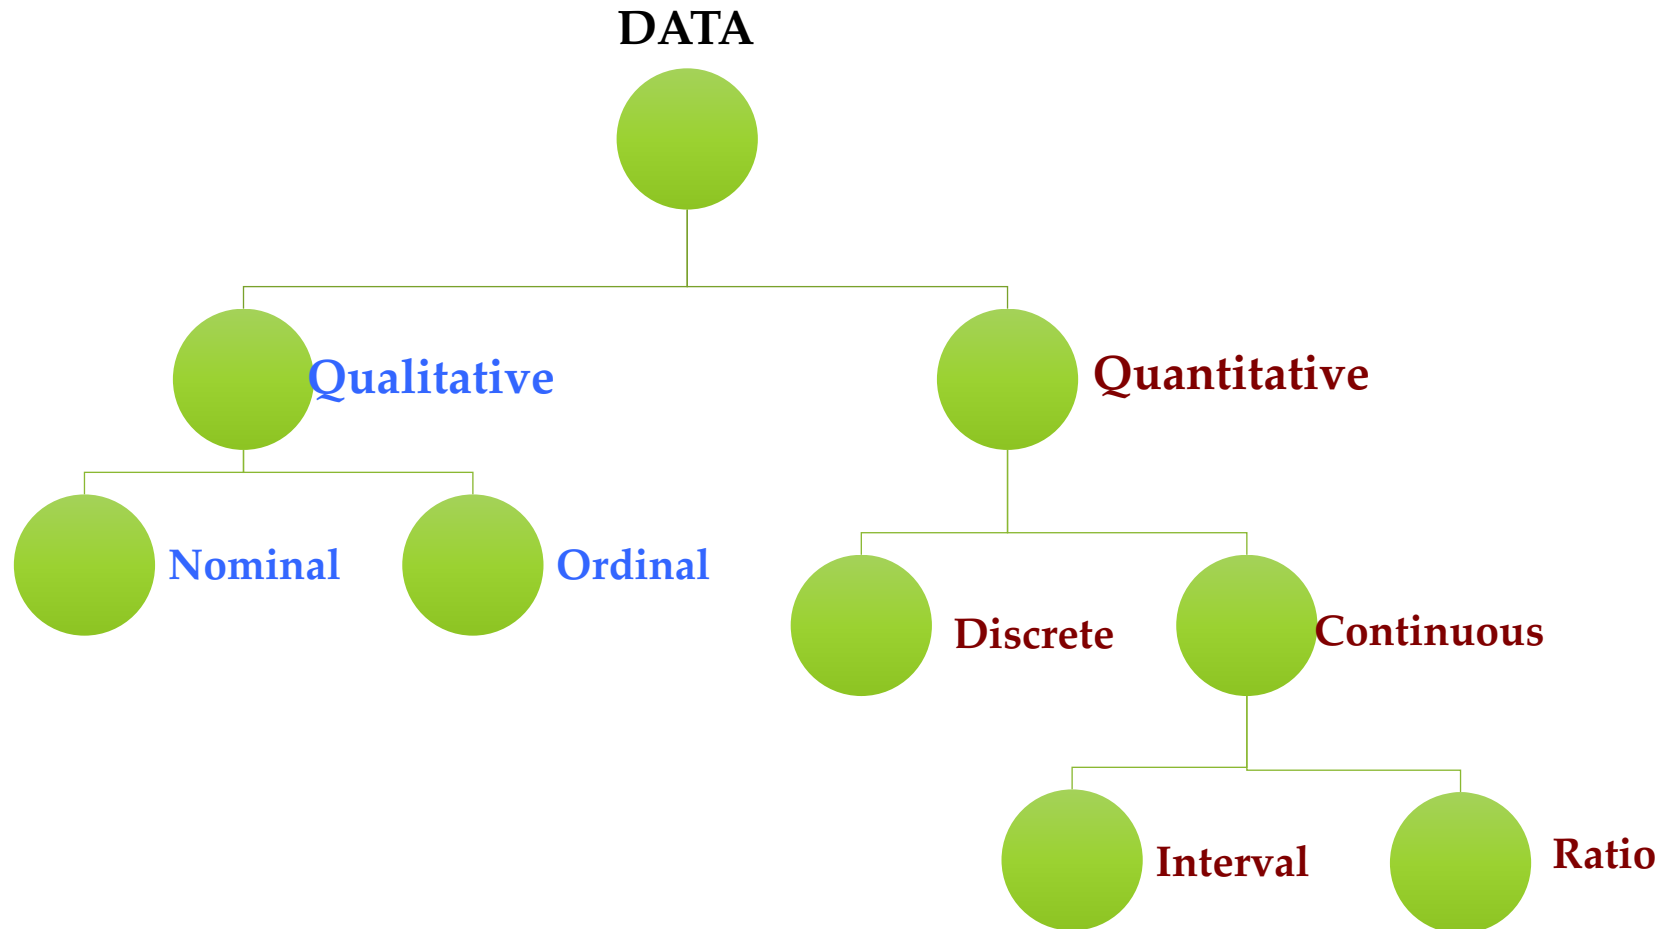 DATA
Qualitative
Quantitative
Nominal
Ordinal
Discrete
Continuous
Interval
Ratio